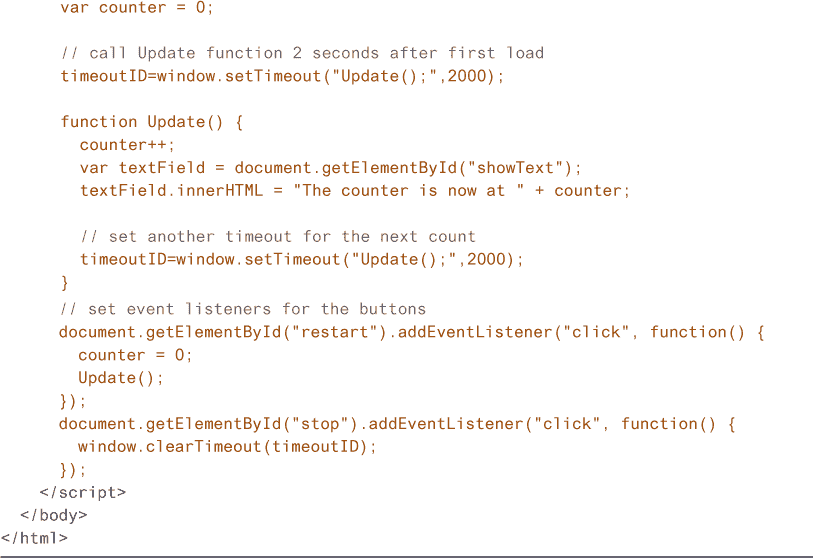 var counter = 0;
// call Update function 2 seconds after first load
timeoutID=window.setTimeout("Update();",2000);
function Update() {
counter++;
var textField = document.getElementById("showText");
textField.innerHTML = "The counter is now at " + counter;
// set another timeout for the next count
timeoutID=window.setTimeout("Update();",2000);
}
// set event listeners for the buttons
document.getElementById("restart").addEventListener("click", function() {
counter = 0;
Update();
});
document.getElementById("stop").addEventListener("click", function() {
window.clearTimeout(timeoutID);
});
</script>
</body>
</html>